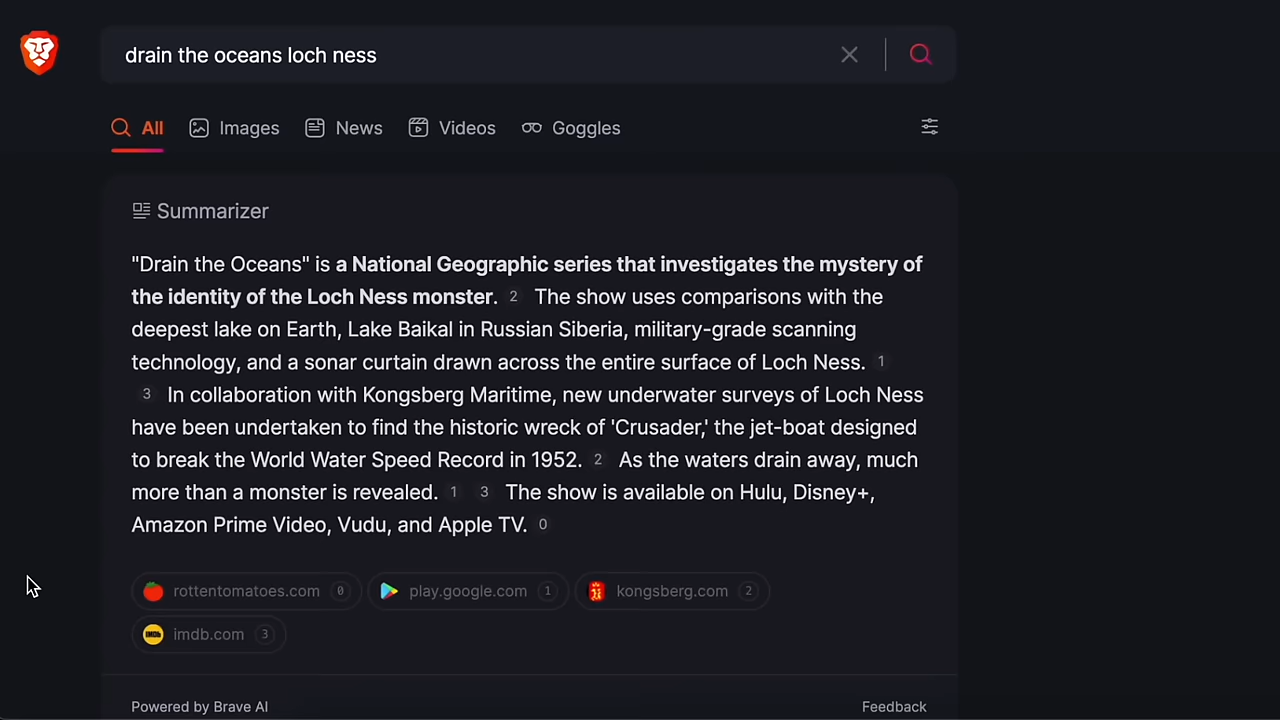 drain the oceans loch ness
All Images News Videos Goggles
Summarizer
"Drain the Oceans" is a National Geographic series that investigates the mystery of
the identity of the Loch Ness monster. 2 The show uses comparisons with the
deepest lake on Earth, Lake Baikal in Russian Siberia, military-grade scanning
technology, and a sonar curtain drawn across the entire surface of Loch Ness. 1
3 In collaboration with Kongsberg Maritime, new underwater surveys of Loch Ness
have been undertaken to find the historic wreck of 'Crusader,' the jet-boat designed
to break the World Water Speed Record in 1952. 2 As the waters drain away, much
more than a monster is revealed. 1 3 The show is available on Hulu, Disney+,
Amazon Prime Video, Vudu, and Apple TV. 0
rottentomatoes.com 0 play.google.com 1 kongsberg.com 2
IMDb imdb.com 3
Powered by Brave AI Feedback